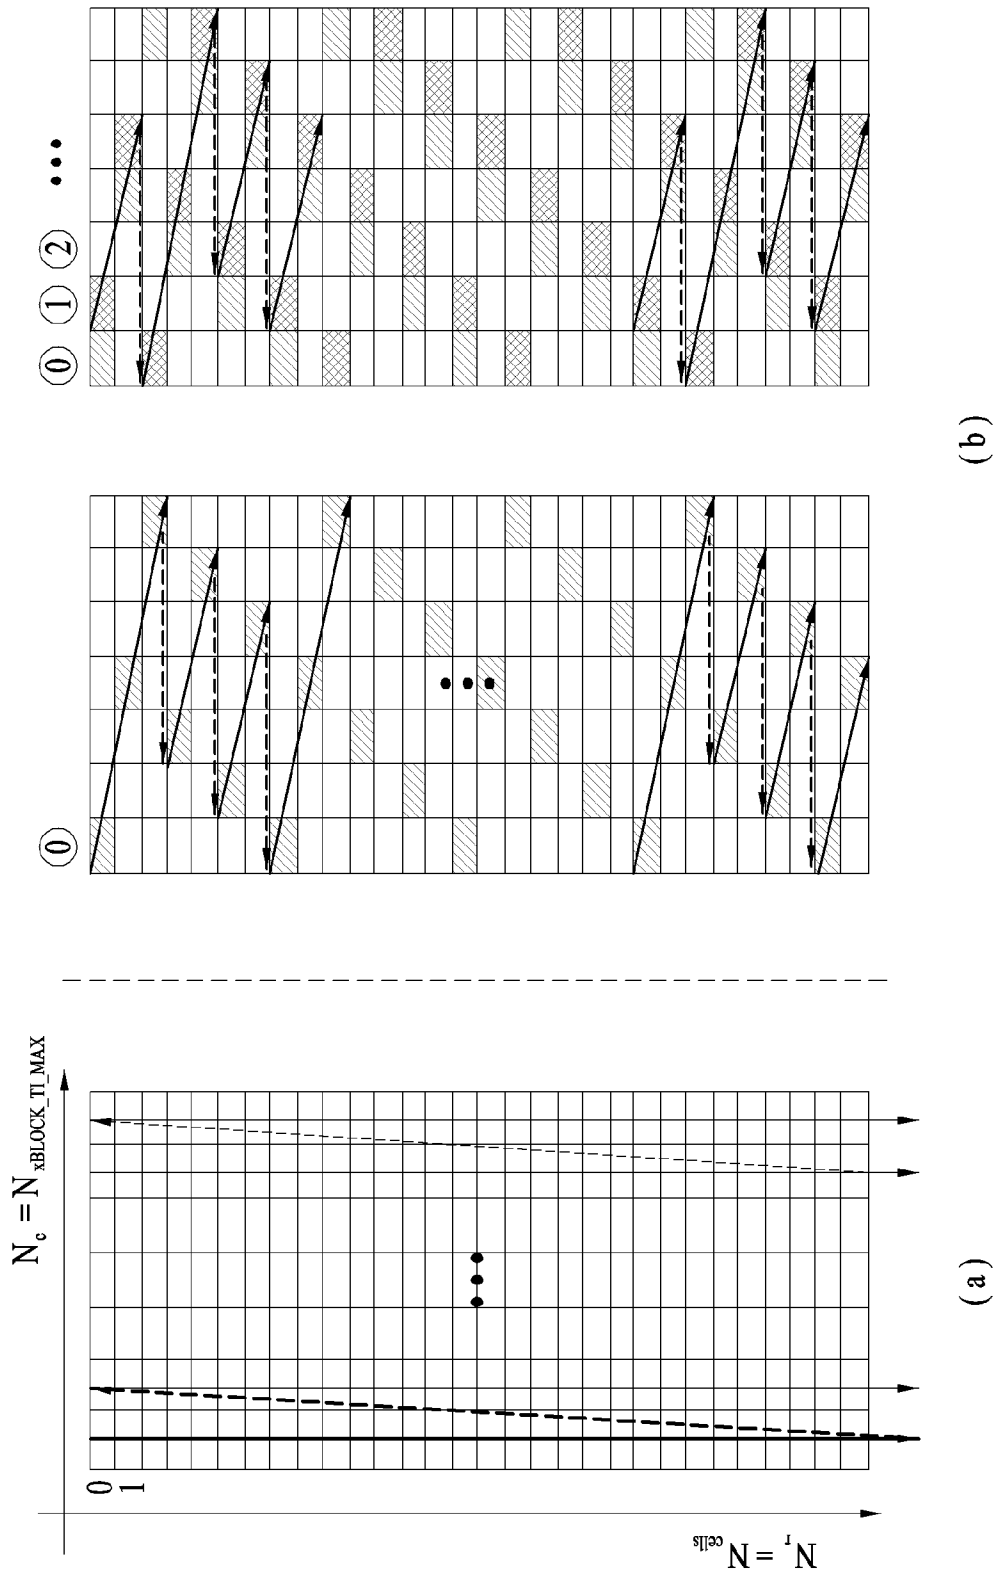 N_c = N_xBLOCK_TI_MAX
N_r = N_cells
0
1
(a)
0
0 1 2 •••
(b)